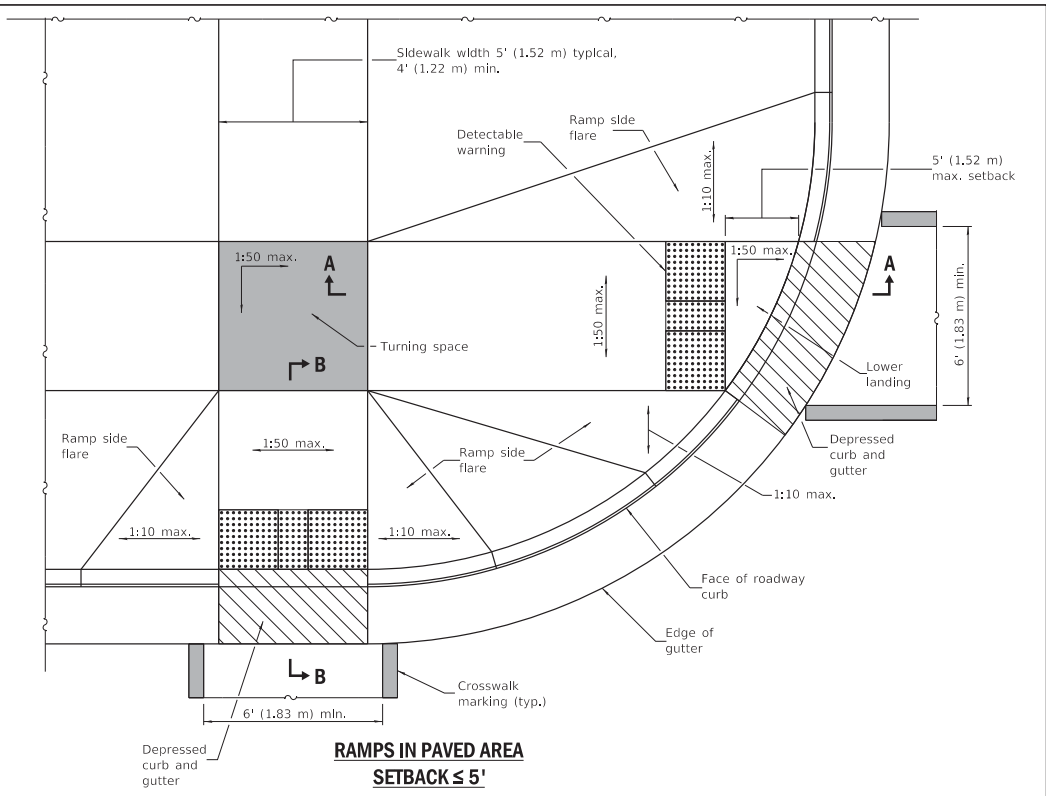 Sidewalk width 5' (1.52 m) typical,
4' (1.22 m) min.
Detectable
warning
Ramp side
flare
1:10 max.
5' (1.52 m)
max. setback
1:50 max.
A
1:50 max.
1:50 max.
A
Turning space
B
6' (1.83 m) min.
Lower
landing
Ramp side
flare
1:50 max.
Ramp side
flare
Depressed
curb and
gutter
1:10 max.
1:10 max.
1:10 max.
Face of roadway
curb
Edge of
gutter
B
Crosswalk
marking (typ.)
6' (1.83 m) min.
Depressed
curb and
gutter
RAMPS IN PAVED AREA
SETBACK ≤ 5'